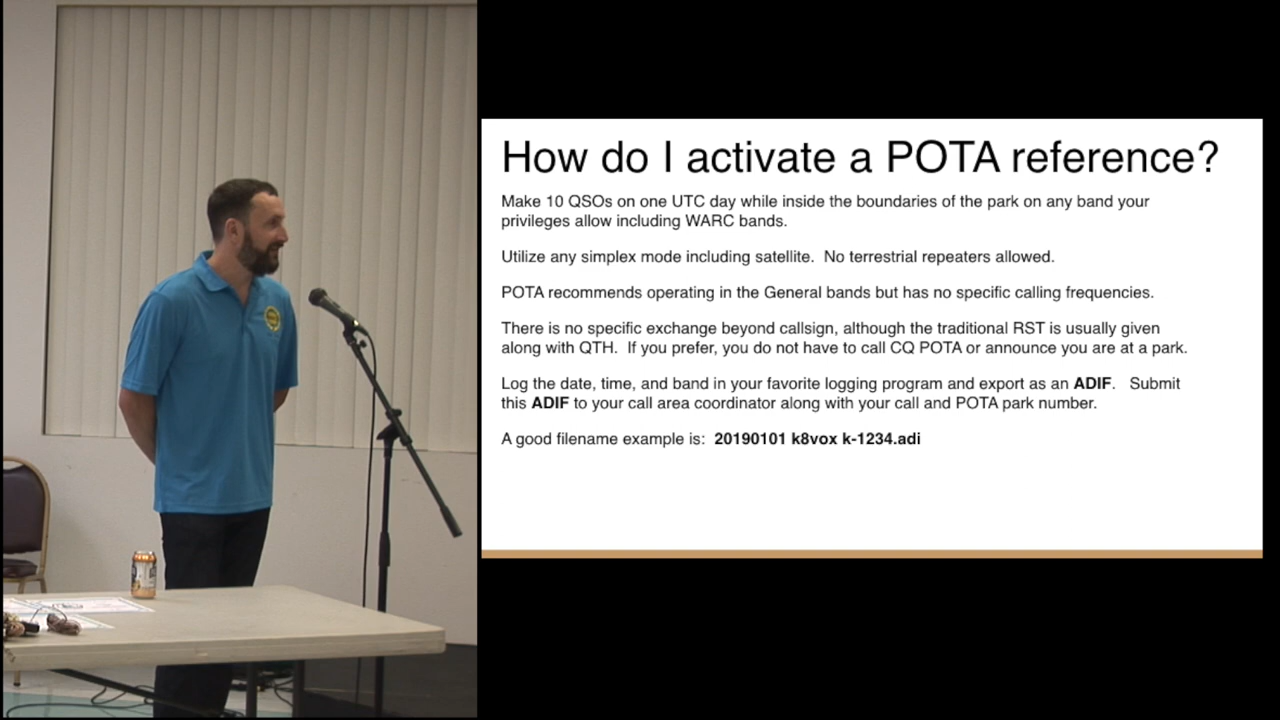 How do I activate a POTA reference?
Make 10 QSOs on one UTC day while inside the boundaries of the park on any band your
privileges allow including WARC bands.
Utilize any simplex mode including satellite.  No terrestrial repeaters allowed.
POTA recommends operating in the General bands but has no specific calling frequencies.
There is no specific exchange beyond callsign, although the traditional RST is usually given
along with QTH.  If you prefer, you do not have to call CQ POTA or announce you are at a park.
Log the date, time, and band in your favorite logging program and export as an ADIF.   Submit
this ADIF to your call area coordinator along with your call and POTA park number.
A good filename example is:  20190101 k8vox k-1234.adi